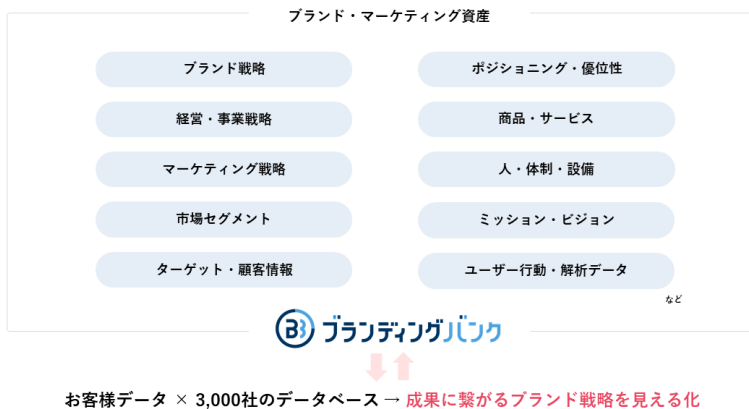 ブランド・マーケティング資産
ブランド戦略
経営・事業戦略
マーケティング戦略
市場セグメント
ターゲット・顧客情報
ポジショニング・優位性
商品・サービス
人・体制・設備
ミッション・ビジョン
ユーザー行動・解析データ
など
ブランディングバンク
お客様データ × 3,000社のデータベース → 成果に繋がるブランド戦略を見える化